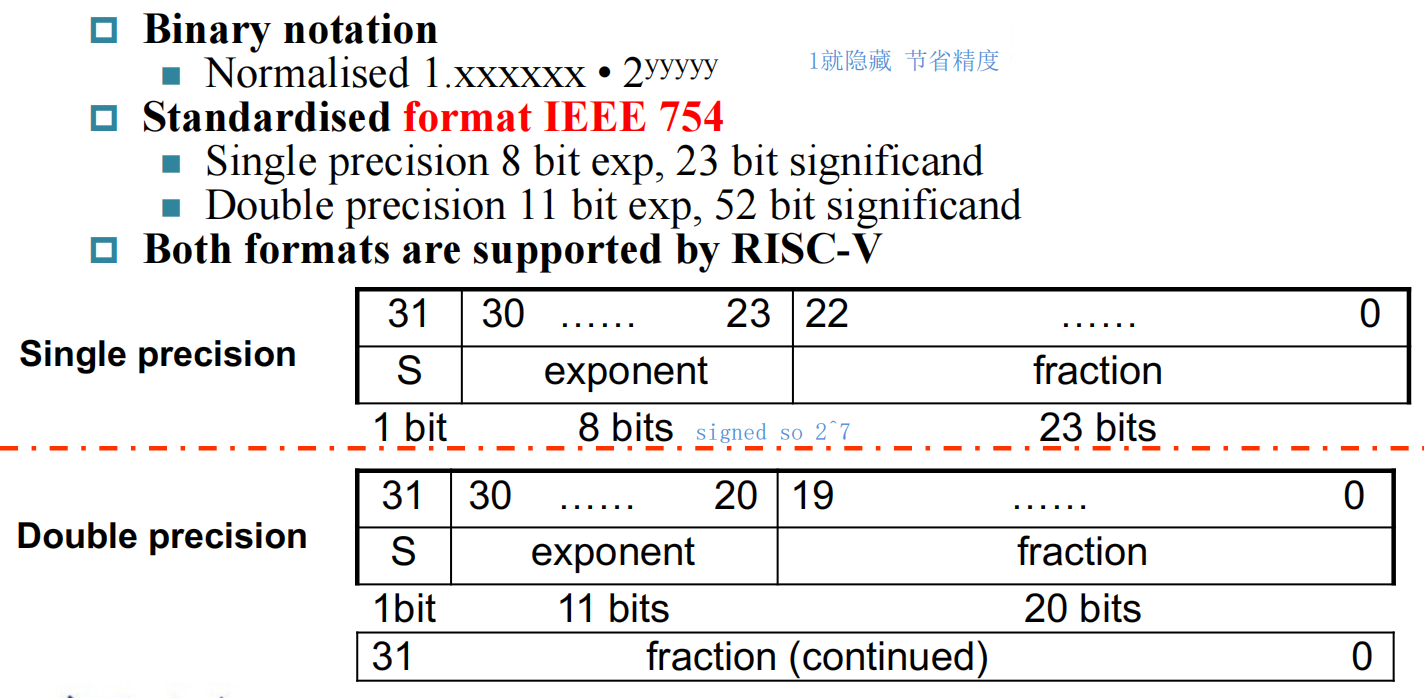 Binary notation
Normalised 1.xxxxxx • 2^yyyyy 1就隐藏 节省精度
Standardised format IEEE 754
Single precision 8 bit exp, 23 bit significand
Double precision 11 bit exp, 52 bit significand
Both formats are supported by RISC-V
31 30 ...... 23 22 ...... 0
Single precision
S exponent fraction
1 bit 8 bits signed so 2^7 23 bits
31 30 ...... 20 19 ...... 0
Double precision
S exponent fraction
1bit 11 bits 20 bits
31 fraction (continued) 0